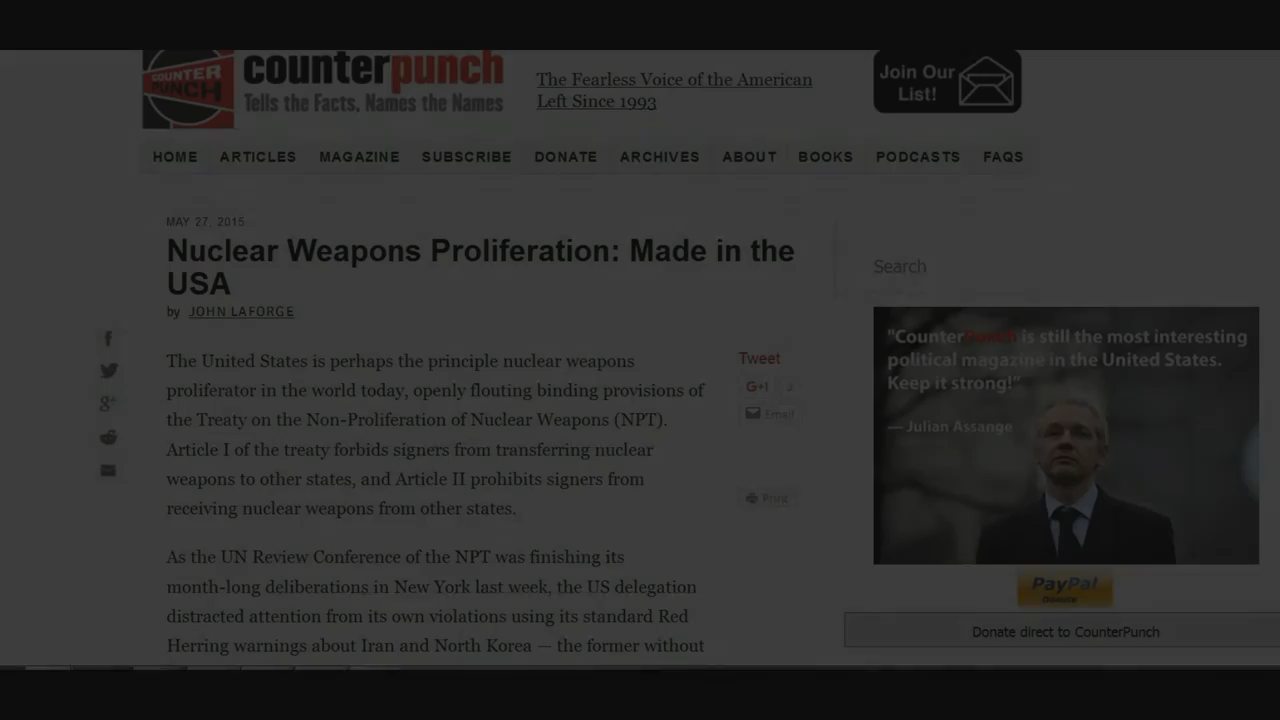 COUNTER
PUNCH
counterpunch
Tells the Facts, Names the Names
The Fearless Voice of the American
Left Since 1993
Join Our
List!
HOME ARTICLES MAGAZINE SUBSCRIBE DONATE ARCHIVES ABOUT BOOKS PODCASTS FAQS
MAY 27, 2015
Nuclear Weapons Proliferation: Made in the
USA
by JOHN LAFORGE
The United States is perhaps the principle nuclear weapons
proliferator in the world today, openly flouting binding provisions of
the Treaty on the Non-Proliferation of Nuclear Weapons (NPT).
Article I of the treaty forbids signers from transferring nuclear
weapons to other states, and Article II prohibits signers from
receiving nuclear weapons from other states.
As the UN Review Conference of the NPT was finishing its
month-long deliberations in New York last week, the US delegation
distracted attention from its own violations using its standard Red
Herring warnings about Iran and North Korea — the former without
Tweet
G+1 2
Email
Print
Search
"CounterPunch is still the most interesting
political magazine in the United States.
Keep it strong!"
— Julian Assange
PayPal
Donate
Donate direct to CounterPunch